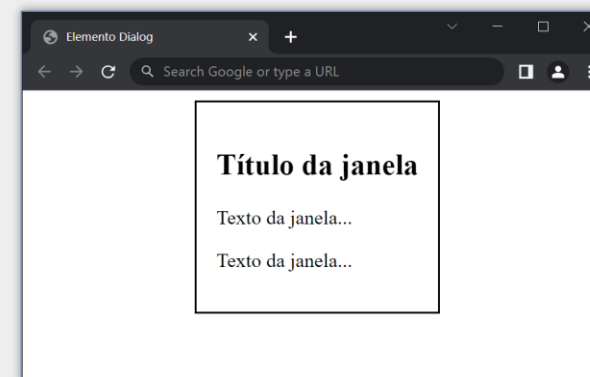 Elemento Dialog
Search Google or type a URL
Título da janela
Texto da janela...
Texto da janela...